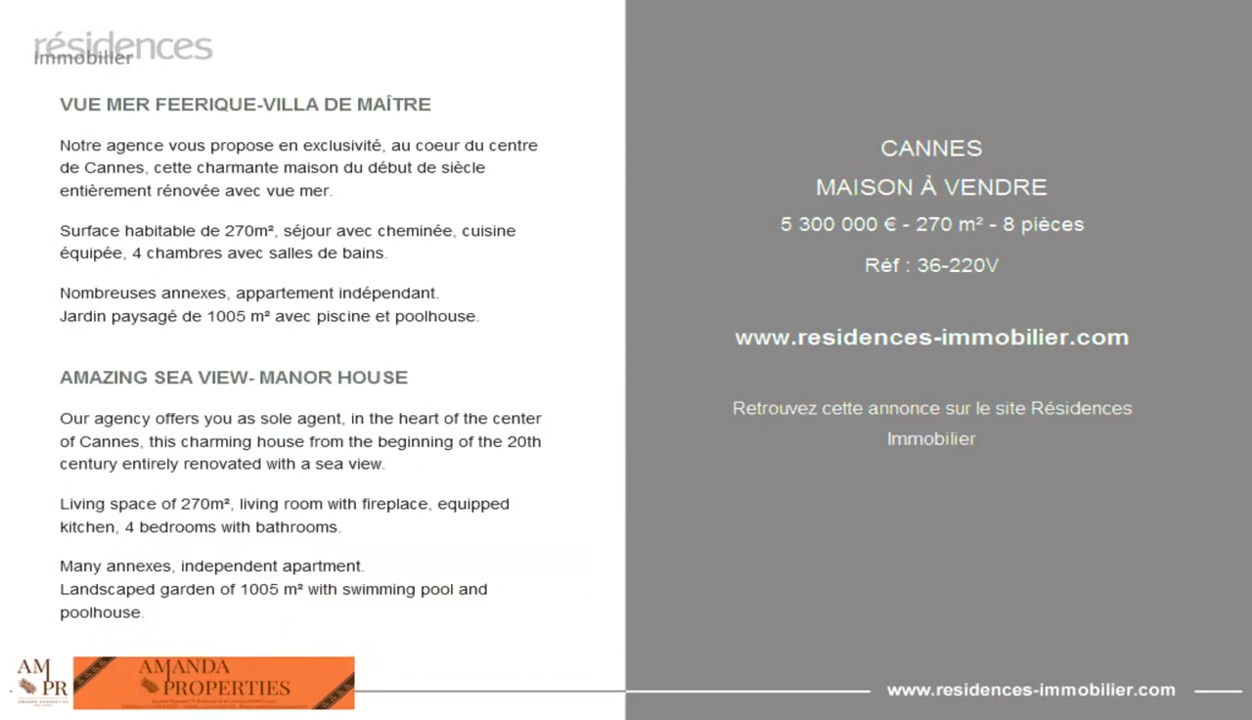 résidences
immobilier
VUE MER FEERIQUE-VILLA DE MAÎTRE
Notre agence vous propose en exclusivité, au coeur du centre
de Cannes, cette charmante maison du début de siècle
entièrement rénovée avec vue mer.
Surface habitable de 270m², séjour avec cheminée, cuisine
équipée, 4 chambres avec salles de bains.
Nombreuses annexes, appartement indépendant.
Jardin paysagé de 1005 m² avec piscine et poolhouse.
AMAZING SEA VIEW- MANOR HOUSE
Our agency offers you as sole agent, in the heart of the center
of Cannes, this charming house from the beginning of the 20th
century entirely renovated with a sea view.
Living space of 270m², living room with fireplace, equipped
kitchen, 4 bedrooms with bathrooms.
Many annexes, independent apartment.
Landscaped garden of 1005 m² with swimming pool and
poolhouse.
AM
PR
AMANDA PROPERTIES
AMANDA
PROPERTIES
CANNES
MAISON À VENDRE
5 300 000 € - 270 m² - 8 pièces
Réf : 36-220V
www.residences-immobilier.com
Retrouvez cette annonce sur le site Résidences
Immobilier
www.residences-immobilier.com